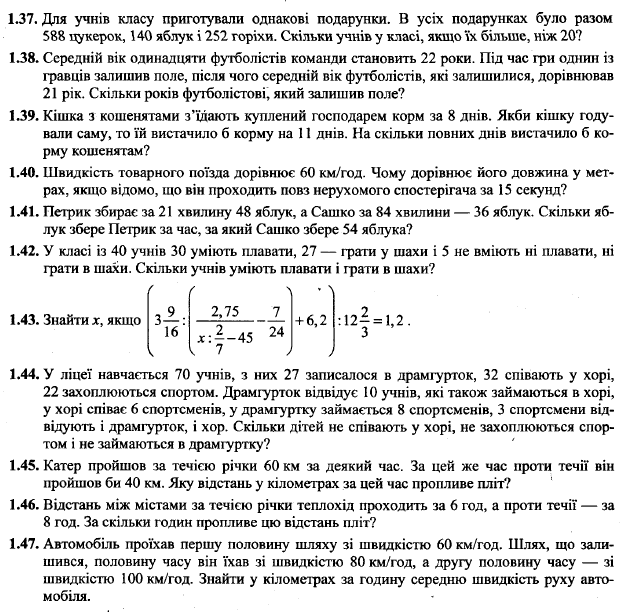 1.37. Для учнів класу приготували однакові подарунки. В усіх подарунках було разом
588 цукерок, 140 яблук і 252 горіхи. Скільки учнів у класі, якщо їх більше, ніж 20?
1.38. Середній вік одинадцяти футболістів команди становить 22 роки. Під час гри однин із
гравців залишив поле, після чого середній вік футболістів, які залишилися, дорівнював
21 рік. Скільки років футболістові, який залишив поле?
1.39. Кішка з кошенятами з'їдають куплений господарем корм за 8 днів. Якби кішку году-
вали саму, то їй вистачило б корму на 11 днів. На скільки повних днів вистачило б ко-
рму кошенятам?
1.40. Швидкість товарного поїзда дорівнює 60 км/год. Чому дорівнює його довжина у мет-
рах, якщо відомо, що він проходить повз нерухомого спостерігача за 15 секунд?
1.41. Петрик збирає за 21 хвилину 48 яблук, а Сашко за 84 хвилини — 36 яблук. Скільки яб-
лук збере Петрик за час, за який Сашко збере 54 яблука?
1.42. У класі із 40 учнів 30 уміють плавати, 27 — грати у шахи і 5 не вміють ні плавати, ні
грати в шахи. Скільки учнів уміють плавати і грати в шахи?
1.43. Знайти x, якщо (3 9/16 : (2,75/(x : 2/7 − 45) − 7/24) + 6,2) : 12 2/3 = 1,2 .
1.44. У ліцеї навчається 70 учнів, з них 27 записалося в драмгурток, 32 співають у хорі,
22 захоплюються спортом. Драмгурток відвідує 10 учнів, які також займаються в хорі,
у хорі співає 6 спортсменів, у драмгуртку займається 8 спортсменів, 3 спортсмени від-
відують і драмгурток, і хор. Скільки дітей не співають у хорі, не захоплюються спор-
том і не займаються в драмгуртку?
1.45. Катер пройшов за течією річки 60 км за деякий час. За цей же час проти течії він
пройшов би 40 км. Яку відстань у кілометрах за цей час пропливе пліт?
1.46. Відстань між містами за течією річки теплохід проходить за 6 год, а проти течії — за
8 год. За скільки годин пропливе цю відстань пліт?
1.47. Автомобіль проїхав першу половину шляху зі швидкістю 60 км/год. Шлях, що зали-
шився, половину часу він їхав зі швидкістю 80 км/год, а другу половину часу — зі
швидкістю 100 км/год. Знайти у кілометрах за годину середню швидкість руху авто-
мобіля.